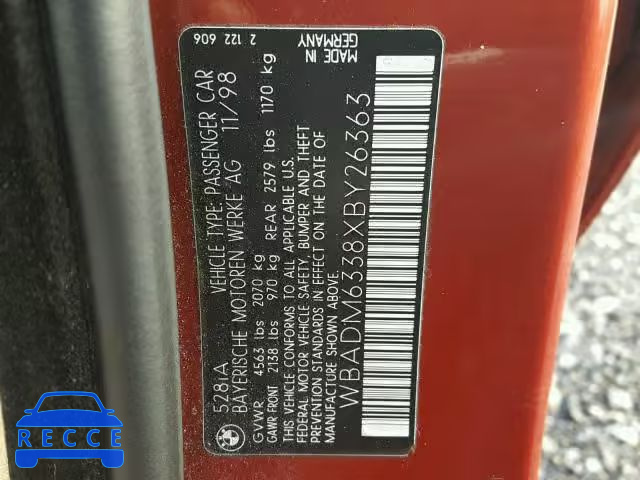 528iA VEHICLE TYPE: PASSENGER CAR
BAYERISCHE MOTOREN WERKE AG 11/98
GVWR 4563 lbs 2070 kg
GAWR-FRONT 2138 lbs 970 kg REAR 2579 lbs 1170 kg
THIS VEHICLE CONFORMS TO ALL APPLICABLE U.S.
FEDERAL MOTOR VEHICLE SAFETY, BUMPER AND THEFT
PREVENTION STANDARDS IN EFFECT ON THE DATE OF
MANUFACTURE SHOWN ABOVE.
WBADM6338XBY26363
2 122 606
MADE IN
GERMANY
RECCE